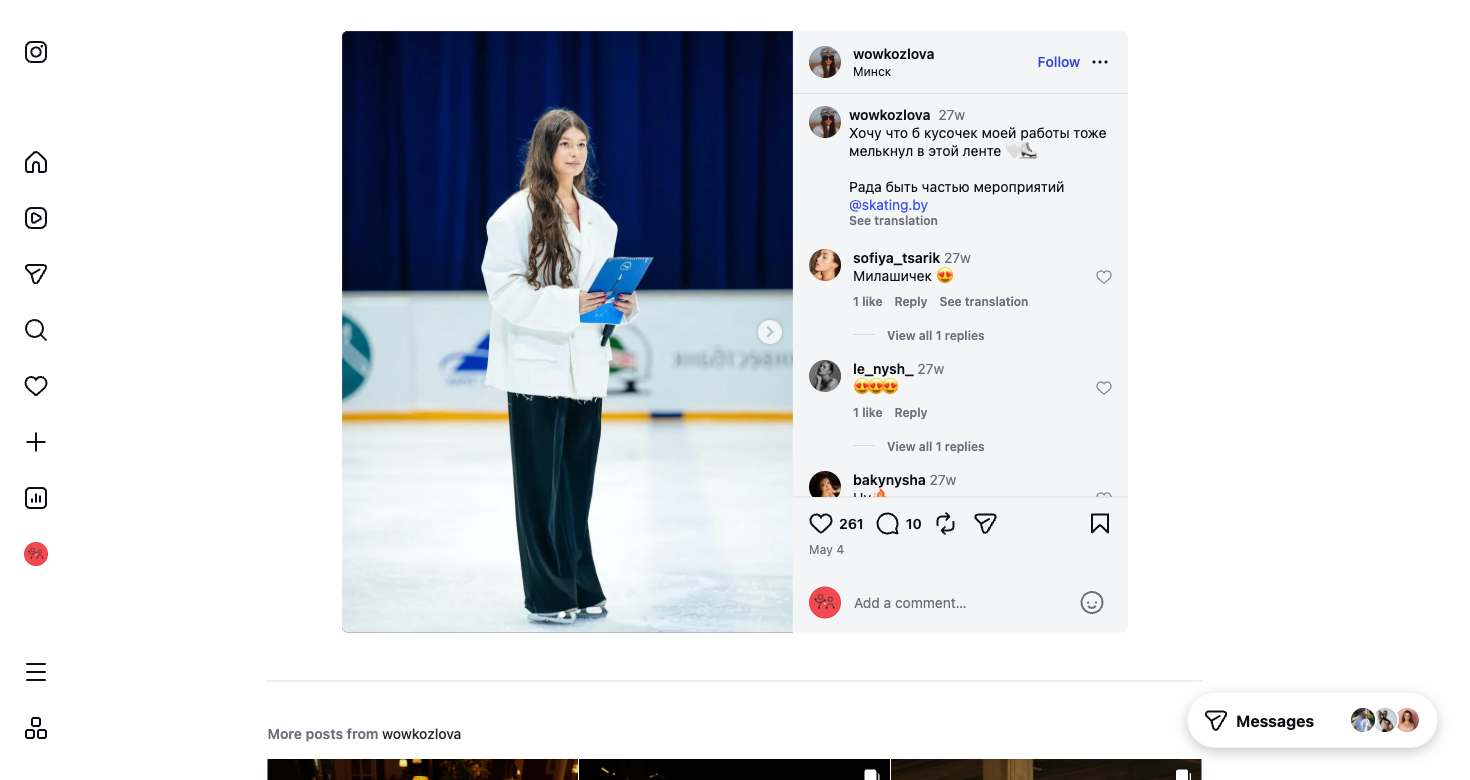 wowkozlova
Минск
Follow
wowkozlova 27w
Хочу что б кусочек моей работы тоже
мелькнул в этой ленте 🤍⛸️
Рада быть частью мероприятий
@skating.by
See translation
sofiya_tsarik 27w
Милашичек 😍
1 like Reply See translation
View all 1 replies
le_nysh_ 27w
😍😍😍
1 like Reply
View all 1 replies
bakynysha 27w
261 10
May 4
Add a comment...
More posts from wowkozlova
Messages